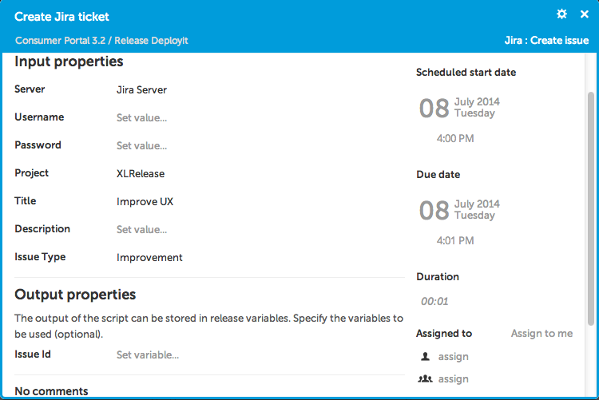 Create Jira ticket
Consumer Portal 3.2 / Release DeployIt
Jira : Create issue
Input properties
Server Jira Server
Username Set value...
Password Set value...
Project XLRelease
Title Improve UX
Description Set value...
Issue Type Improvement
Output properties
The output of the script can be stored in release variables. Specify the variables to
be used (optional).
Issue Id Set variable...
No comments
Scheduled start date
08 July 2014
Tuesday
4:00 PM
Due date
08 July 2014
Tuesday
4:01 PM
Duration
00:01
Assigned to Assign to me
assign
assign